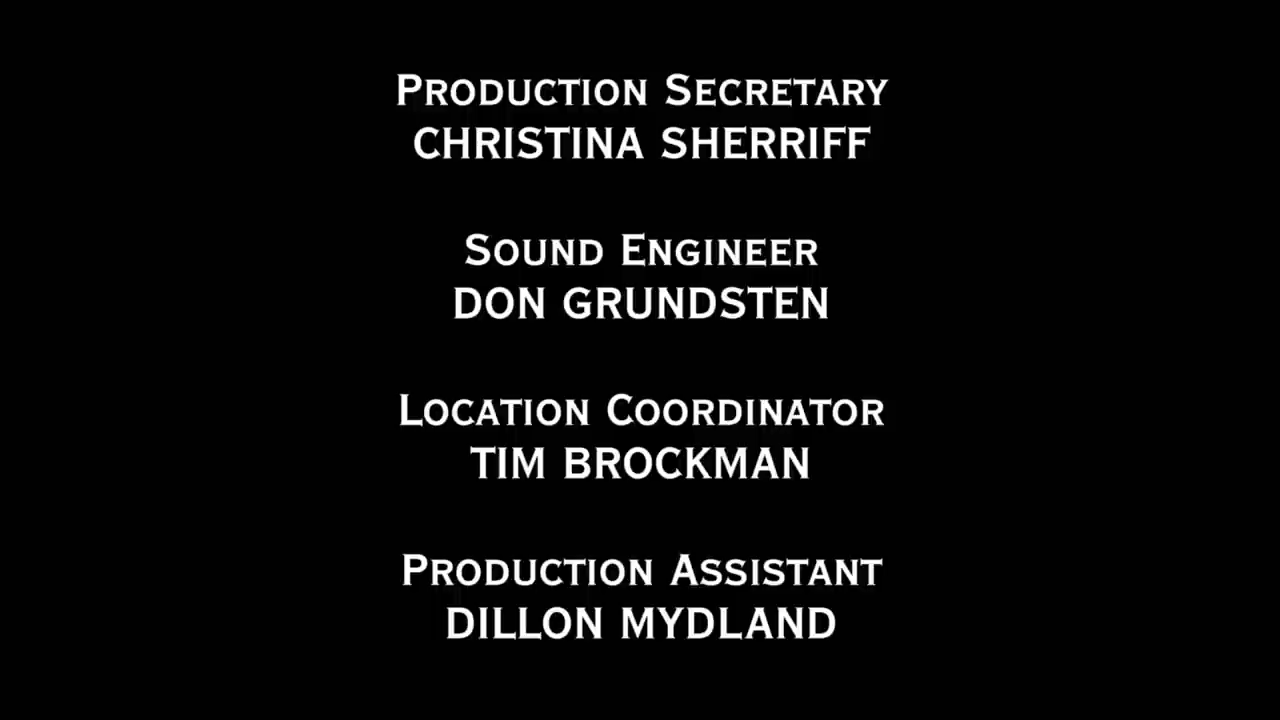 Production Secretary
CHRISTINA SHERRIFF
Sound Engineer
DON GRUNDSTEN
Location Coordinator
TIM BROCKMAN
Production Assistant
DILLON MYDLAND